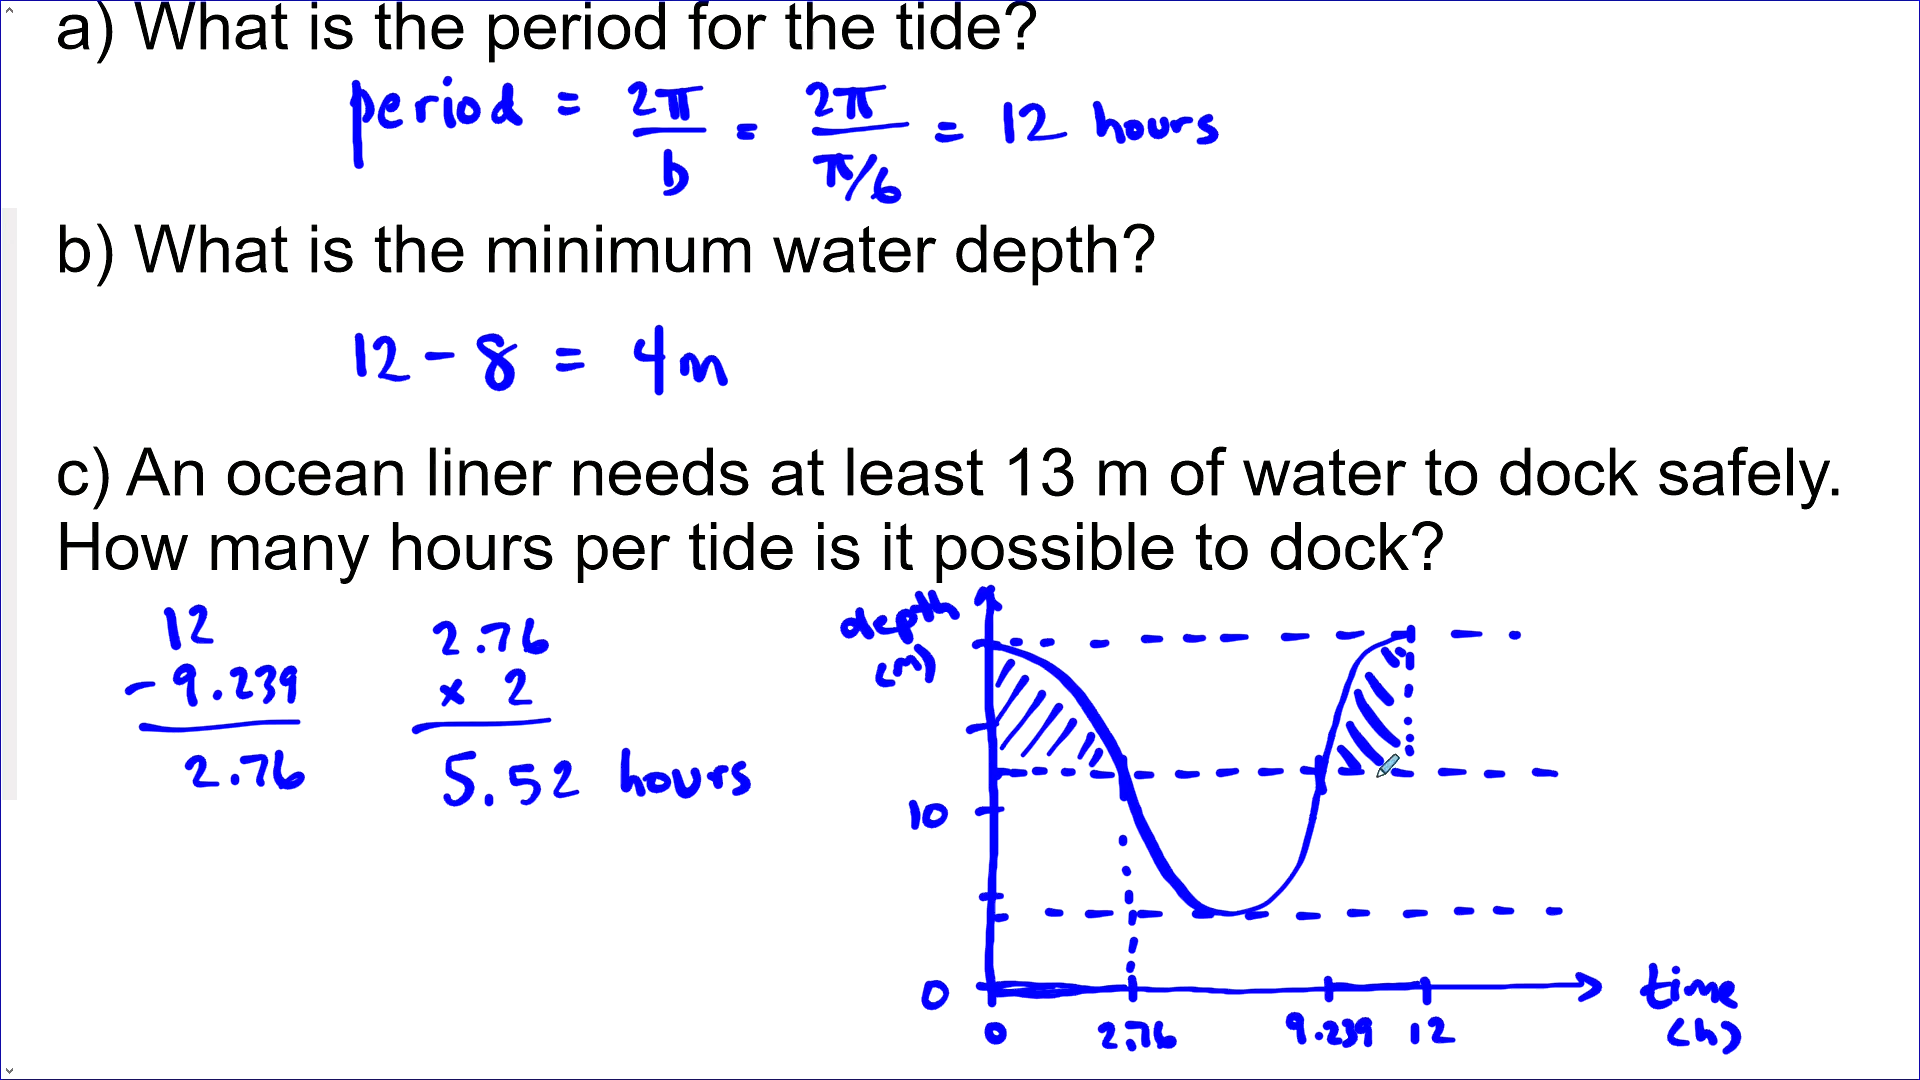 a) What is the period for the tide?
period = 2π/b = 2π/(π/6) = 12 hours
b) What is the minimum water depth?
12 - 8 = 4m
c) An ocean liner needs at least 13 m of water to dock safely.
How many hours per tide is it possible to dock?
12
- 9.239
2.76
2.76
x 2
5.52 hours
depth
(m)
10
0
0
2.76
9.239
12
time
(h)